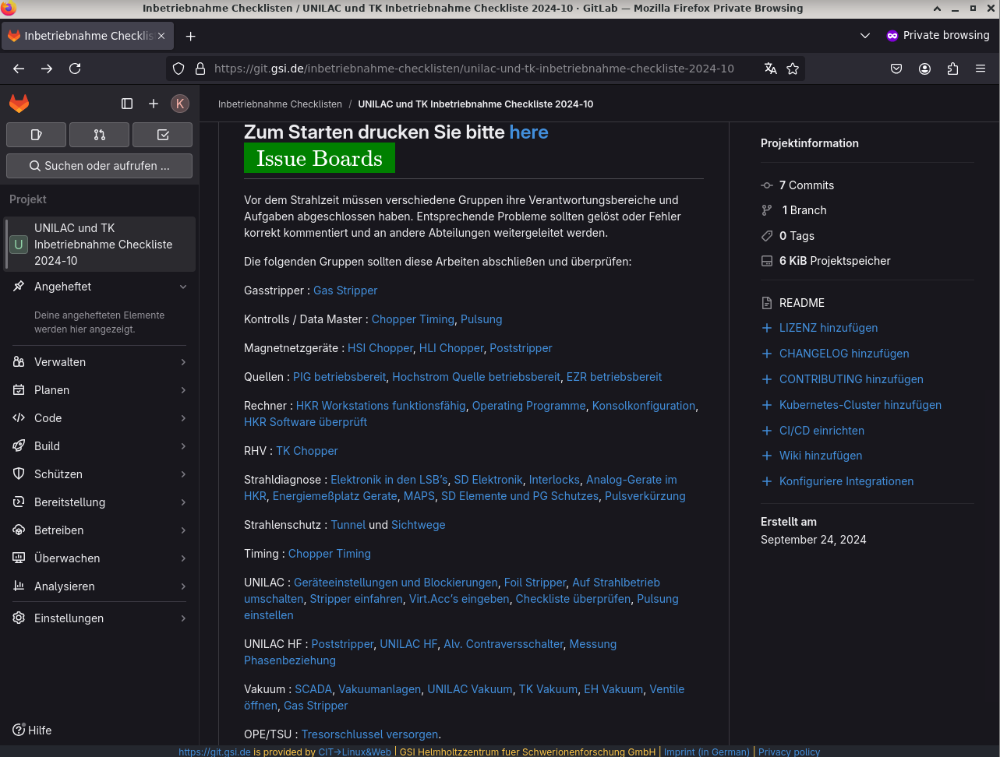 Inbetriebnahme Checklisten / UNILAC und TK Inbetriebnahme Checkliste 2024-10 · GitLab — Mozilla Firefox Private Browsing
Inbetriebnahme Checklis
Private browsing
https://git.gsi.de/inbetriebnahme-checklisten/unilac-und-tk-inbetriebnahme-checkliste-2024-10
K
Inbetriebnahme Checklisten / UNILAC und TK Inbetriebnahme Checkliste 2024-10
Suchen oder aufrufen ...
Projekt
U
UNILAC und TK
Inbetriebnahme Checkliste
2024-10
Angeheftet
Deine angehefteten Elemente
werden hier angezeigt.
Verwalten
Planen
Code
Build
Schützen
Bereitstellung
Betreiben
Überwachen
Analysieren
Einstellungen
Hilfe
Zum Starten drucken Sie bitte here
Issue Boards
Vor dem Strahlzeit müssen verschiedene Gruppen ihre Verantwortungsbereiche und
Aufgaben abgeschlossen haben. Entsprechende Probleme sollten gelöst oder Fehler
korrekt kommentiert und an andere Abteilungen weitergeleitet werden.
Die folgenden Gruppen sollten diese Arbeiten abschließen und überprüfen:
Gasstripper : Gas Stripper
Kontrolls / Data Master : Chopper Timing, Pulsung
Magnetnetzgeräte : HSI Chopper, HLI Chopper, Poststripper
Quellen : PIG betriebsbereit, Hochstrom Quelle betriebsbereit, EZR betriebsbereit
Rechner : HKR Workstations funktionsfähig, Operating Programme, Konsolkonfiguration,
HKR Software überprüft
RHV : TK Chopper
Strahldiagnose : Elektronik in den LSB's, SD Elektronik, Interlocks, Analog-Gerate im
HKR, Energiemeßplatz Gerate, MAPS, SD Elemente und PG Schutzes, Pulsverkürzung
Strahlenschutz : Tunnel und Sichtwege
Timing : Chopper Timing
UNILAC : Geräteeinstellungen und Blockierungen, Foil Stripper, Auf Strahlbetrieb
umschalten, Stripper einfahren, Virt.Acc's eingeben, Checkliste überprüfen, Pulsung
einstellen
UNILAC HF : Poststripper, UNILAC HF, Alv. Contraversschalter, Messung
Phasenbeziehung
Vakuum : SCADA, Vakuumanlagen, UNILAC Vakuum, TK Vakuum, EH Vakuum, Ventile
öffnen, Gas Stripper
OPE/TSU : Tresorschlussel versorgen.
Projektinformation
7 Commits
1 Branch
0 Tags
6 KiB Projektspeicher
README
LIZENZ hinzufügen
CHANGELOG hinzufügen
CONTRIBUTING hinzufügen
Kubernetes-Cluster hinzufügen
CI/CD einrichten
Wiki hinzufügen
Konfiguriere Integrationen
Erstellt am
September 24, 2024
https://git.gsi.de is provided by CIT→Linux&Web | GSI Helmholtzzentrum fuer Schwerionenforschung GmbH | Imprint (in German) | Privacy policy